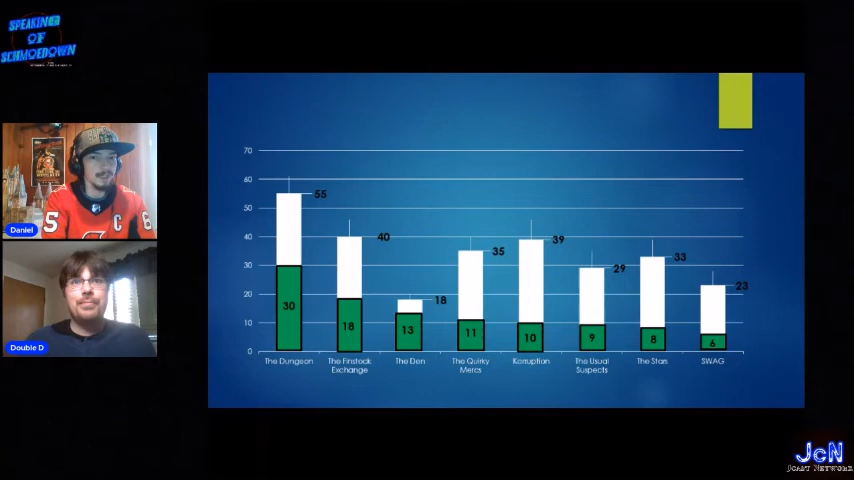 SPEAKING
OF
SCHMOEDOWN
Daniel
Double D
70
60
50
40
30
20
10
0
55
40
18
35
39
29
33
23
30
18
13
11
10
9
8
6
The Dungeon
The Finstock
Exchange
The Den
The Quirky
Mercs
Korruption
The Usual
Suspects
The Stars
SWAG
JCN
JCAST NETWORK